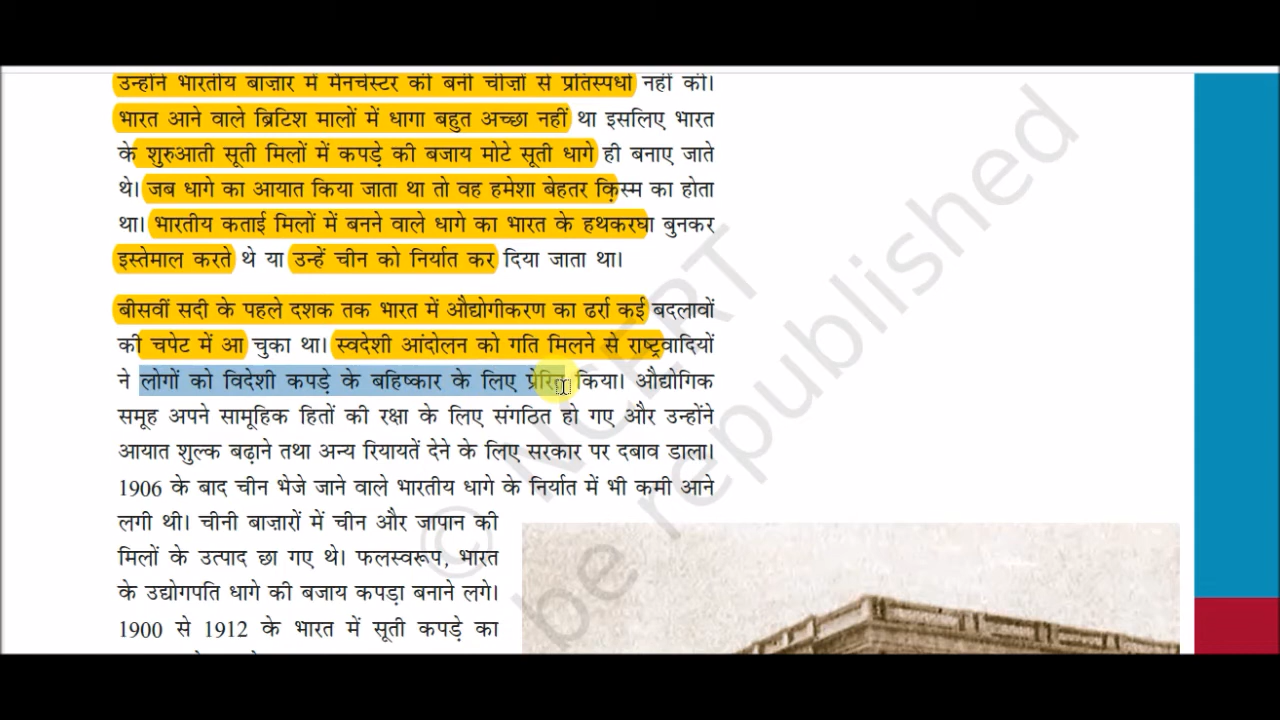 उन्होंने भारतीय बाज़ार में मैनचेस्टर की बनी चीज़ों से प्रतिस्पर्धा नहीं की।
भारत आने वाले ब्रिटिश मालों में धागा बहुत अच्छा नहीं था इसलिए भारत
के शुरुआती सूती मिलों में कपड़े की बजाय मोटे सूती धागे ही बनाए जाते
थे। जब धागे का आयात किया जाता था तो वह हमेशा बेहतर क़िस्म का होता
था। भारतीय कताई मिलों में बनने वाले धागे का भारत के हथकरघा बुनकर
इस्तेमाल करते थे या उन्हें चीन को निर्यात कर दिया जाता था।
बीसवीं सदी के पहले दशक तक भारत में औद्योगीकरण का ढर्रा कई बदलावों
की चपेट में आ चुका था। स्वदेशी आंदोलन को गति मिलने से राष्ट्रवादियों
ने लोगों को विदेशी कपड़े के बहिष्कार के लिए प्रेरित किया। औद्योगिक
समूह अपने सामूहिक हितों की रक्षा के लिए संगठित हो गए और उन्होंने
आयात शुल्क बढ़ाने तथा अन्य रियायतें देने के लिए सरकार पर दबाव डाला।
1906 के बाद चीन भेजे जाने वाले भारतीय धागे के निर्यात में भी कमी आने
लगी थी। चीनी बाज़ारों में चीन और जापान की
मिलों के उत्पाद छा गए थे। फलस्वरूप, भारत
के उद्योगपति धागे की बजाय कपड़ा बनाने लगे।
1900 से 1912 के भारत में सूती कपड़े का
© NCERT
be republished